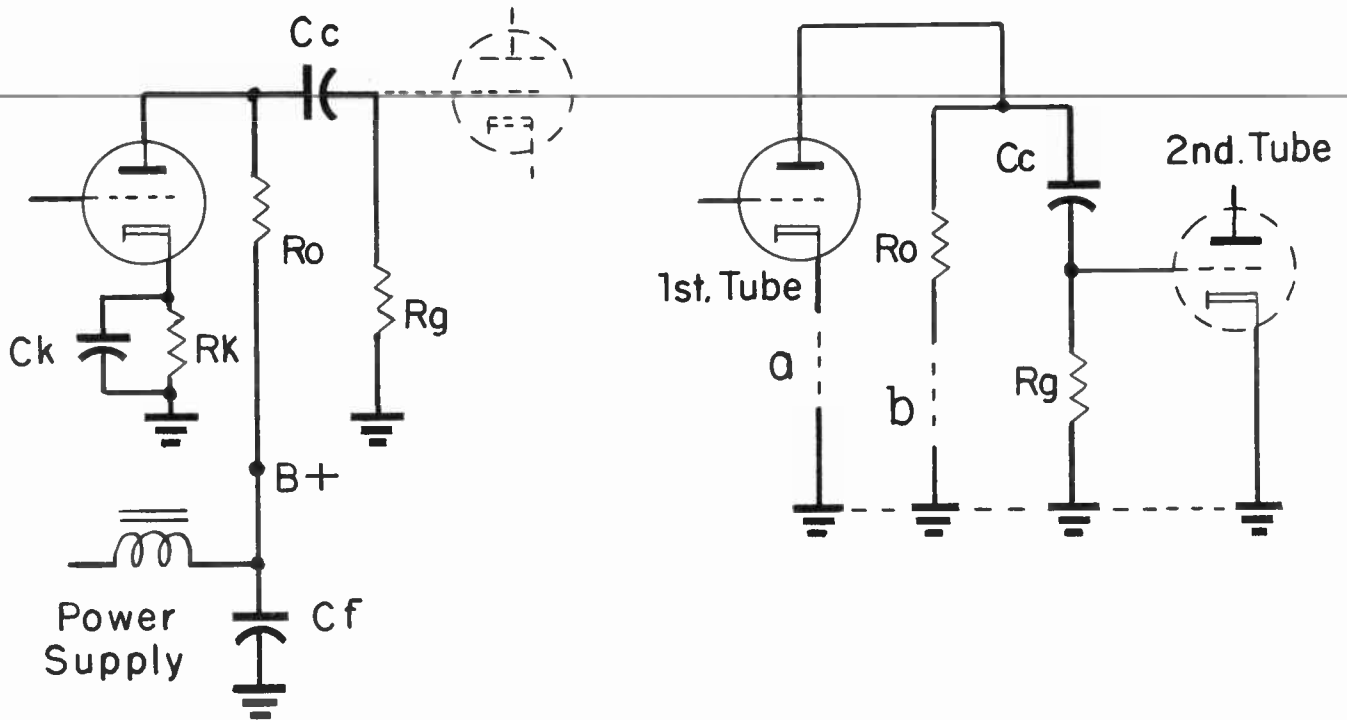 Cc
Ro
Rg
Ck
RK
B+
Power
Supply
Cf
1st. Tube
a
Ro
b
Cc
Rg
2nd. Tube